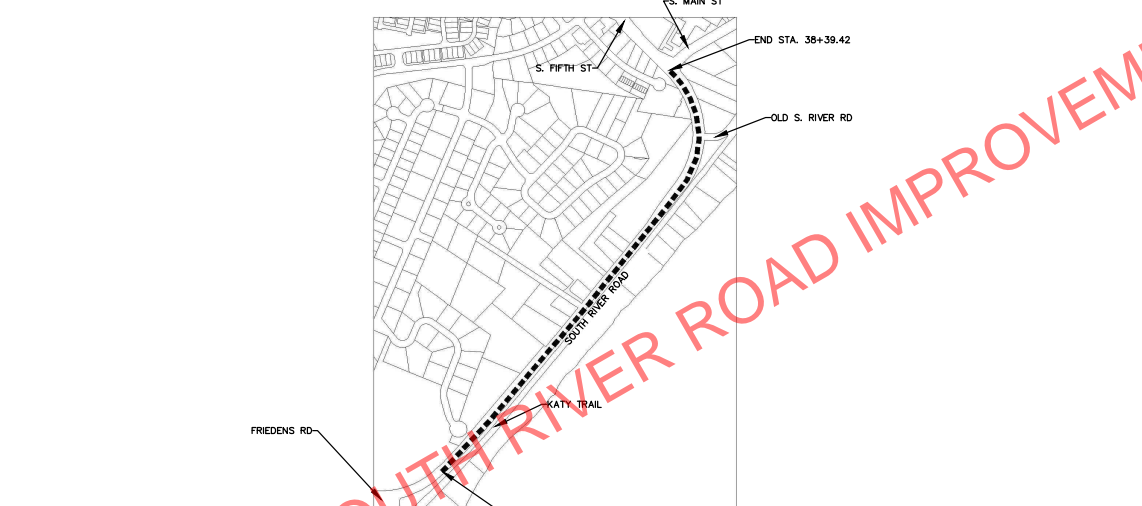 S. MAIN ST
END STA. 38+39.42
S. FIFTH ST
OLD S. RIVER RD
SOUTH RIVER ROAD
KATY TRAIL
FRIEDENS RD
OUTH RIVER ROAD IMPROVEM